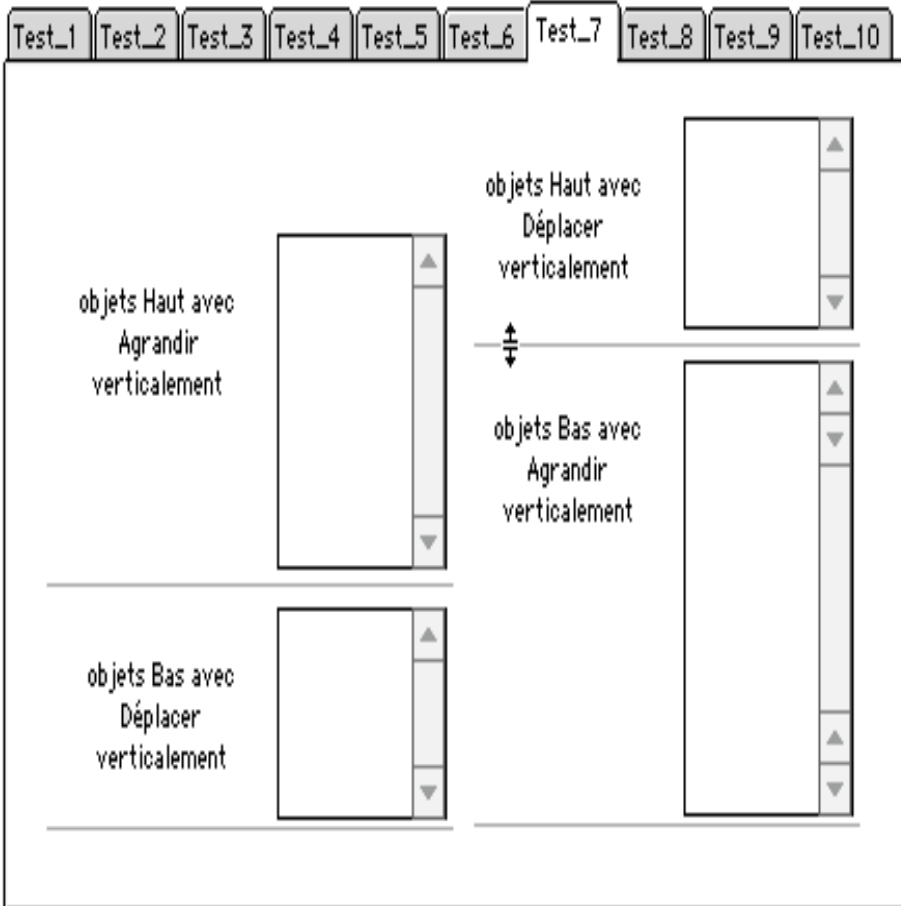 Test_1 Test_2 Test_3 Test_4 Test_5 Test_6 Test_7 Test_8 Test_9 Test_10
objets Haut avec
Agrandir
verticalement
objets Bas avec
Déplacer
verticalement
objets Haut avec
Déplacer
verticalement
objets Bas avec
Agrandir
verticalement